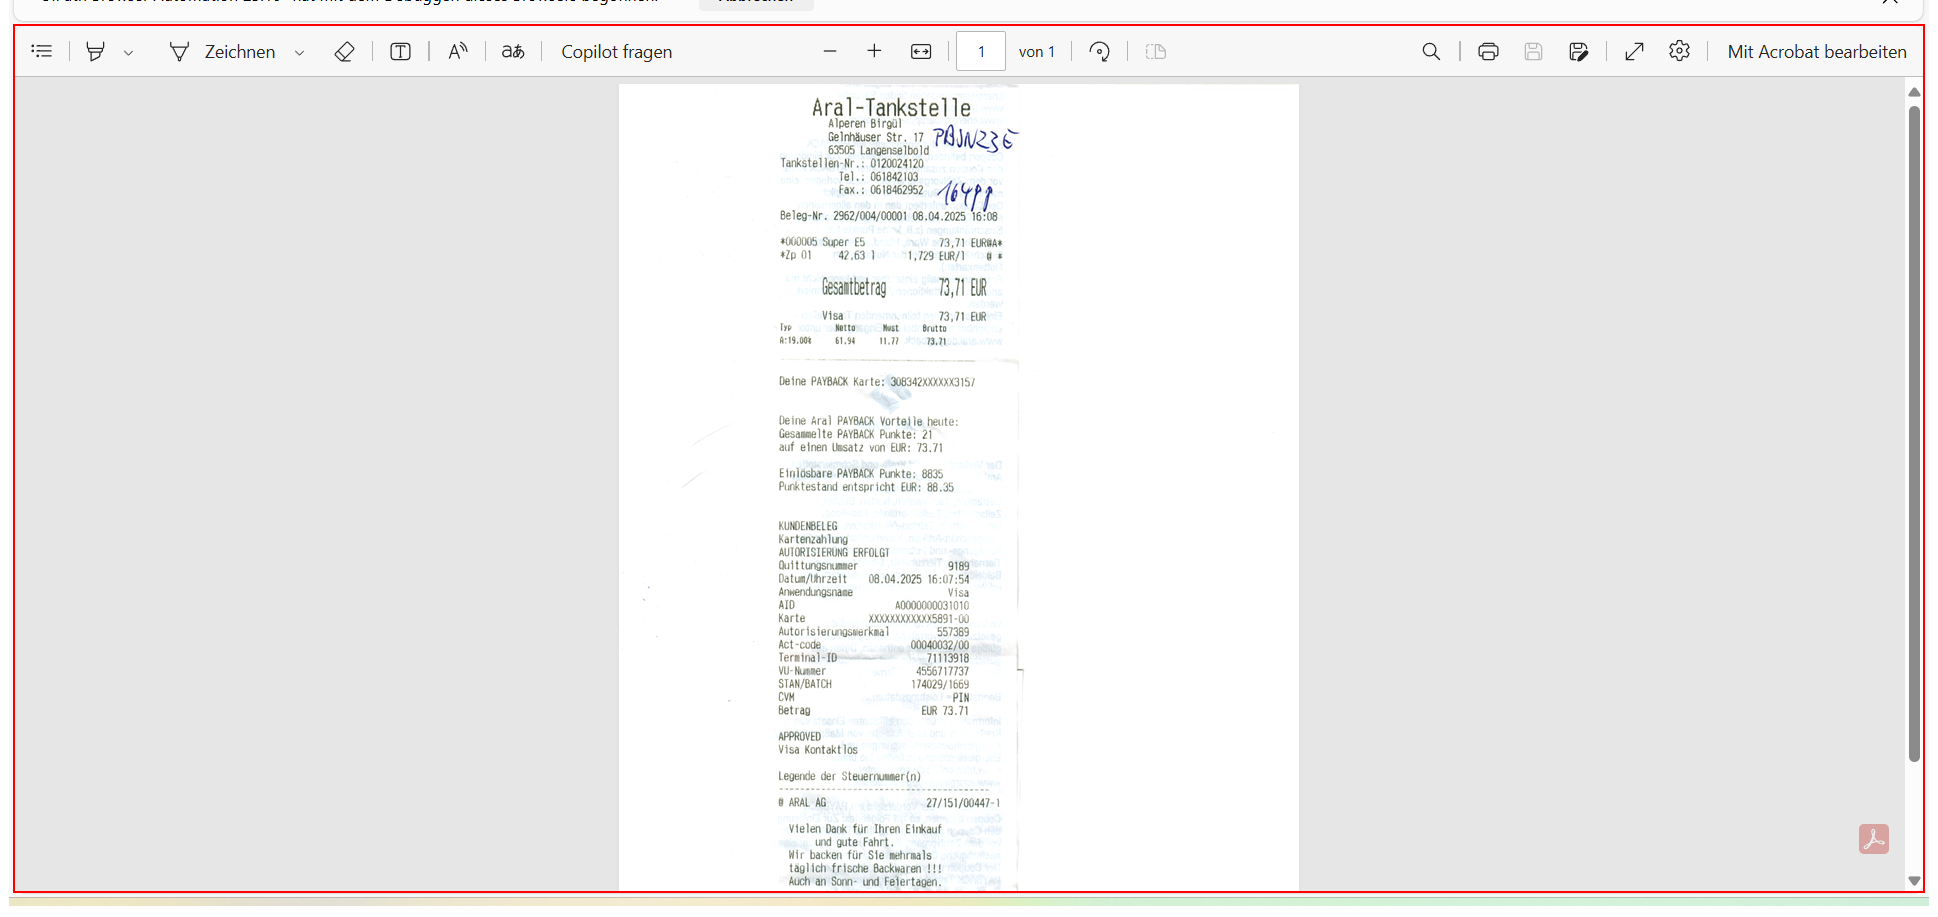 Zeichnen
Copilot fragen
1 von 1
Mit Acrobat bearbeiten
Aral-Tankstelle
Alperen Birgül
Gelnhäuser Str. 17
63505 Langenselbold
Tankstellen-Nr.: 0120024120
Tel.: 061842103
Fax.: 0618462952
Beleg-Nr. 2962/004/00001 08.04.2025 16:08
*000005 Super E5 73,71 EUR#A*
*Zp 01 42,63 l 1,729 EUR/l # *
Gesamtbetrag 73,71 EUR
Visa 73,71 EUR
Typ Netto Mwst Brutto
A:19.00% 61,94 11,77 73,71
Deine PAYBACK Karte: 308342XXXXXX3157
Deine Aral PAYBACK Vorteile heute:
Gesammelte PAYBACK Punkte: 21
auf einen Umsatz von EUR: 73.71
Einlösbare PAYBACK Punkte: 8835
Punktestand entspricht EUR: 88.35
KUNDENBELEG
Kartenzahlung
AUTORISIERUNG ERFOLGT
Quittungsnummer 9189
Datum/Uhrzeit 08.04.2025 16:07:54
Anwendungsname Visa
AID A0000000031010
Karte XXXXXXXXXXXX5891-00
Autorisierungsmerkmal 557389
Act-code 00040032/00
Terminal-ID 71113918
VU-Nummer 4556717737
STAN/BATCH 174029/1669
CVM PIN
Betrag EUR 73.71
APPROVED
Visa Kontaktlos
Legende der Steuernummer(n)
# ARAL AG 27/151/00447-1
Vielen Dank für Ihren Einkauf
und gute Fahrt.
Wir backen für Sie mehrmals
täglich frische Backwaren !!!
Auch an Sonn- und Feiertagen.